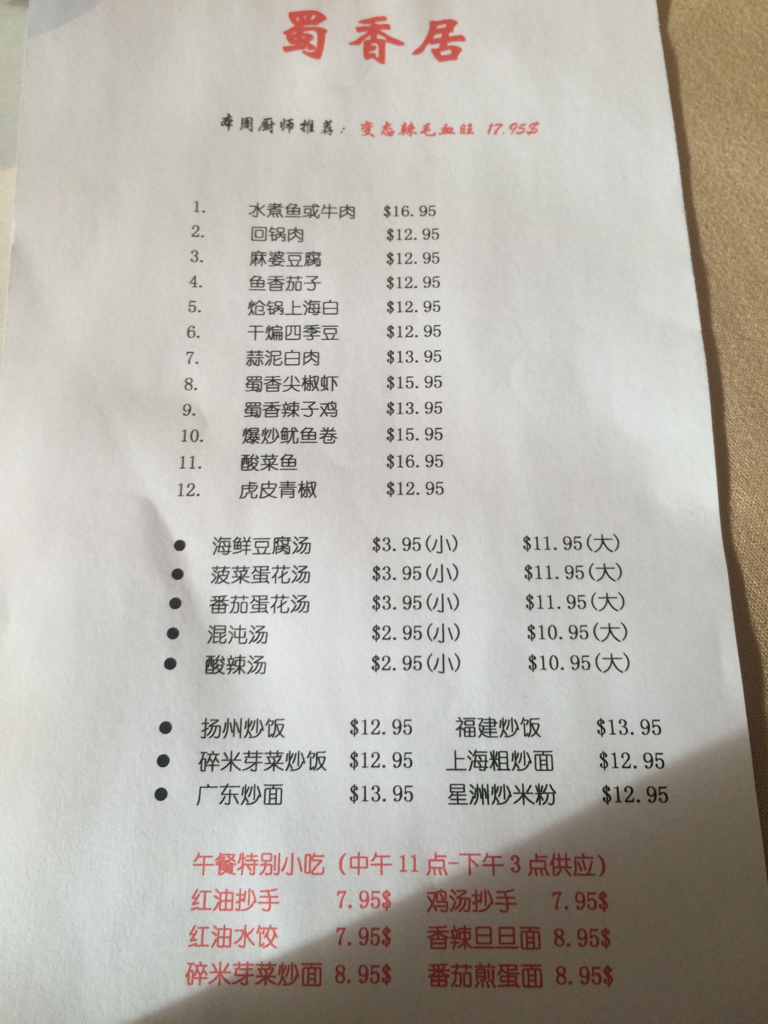 蜀香居
本周厨师推荐：变态辣毛血旺 17.95$
1. 水煮鱼或牛肉 $16.95
2. 回锅肉 $12.95
3. 麻婆豆腐 $12.95
4. 鱼香茄子 $12.95
5. 炝锅上海白 $12.95
6. 干煸四季豆 $12.95
7. 蒜泥白肉 $13.95
8. 蜀香尖椒虾 $15.95
9. 蜀香辣子鸡 $13.95
10. 爆炒鱿鱼卷 $15.95
11. 酸菜鱼 $16.95
12. 虎皮青椒 $12.95
● 海鲜豆腐汤 $3.95(小) $11.95(大)
● 菠菜蛋花汤 $3.95(小) $11.95(大)
● 番茄蛋花汤 $3.95(小) $11.95(大)
● 混沌汤 $2.95(小) $10.95(大)
● 酸辣汤 $2.95(小) $10.95(大)
● 扬州炒饭 $12.95 福建炒饭 $13.95
● 碎米芽菜炒饭 $12.95 上海粗炒面 $12.95
● 广东炒面 $13.95 星洲炒米粉 $12.95
午餐特别小吃（中午11点-下午3点供应）
红油抄手 7.95$ 鸡汤抄手 7.95$
红油水饺 7.95$ 香辣旦旦面 8.95$
碎米芽菜炒面 8.95$ 番茄煎蛋面 8.95$